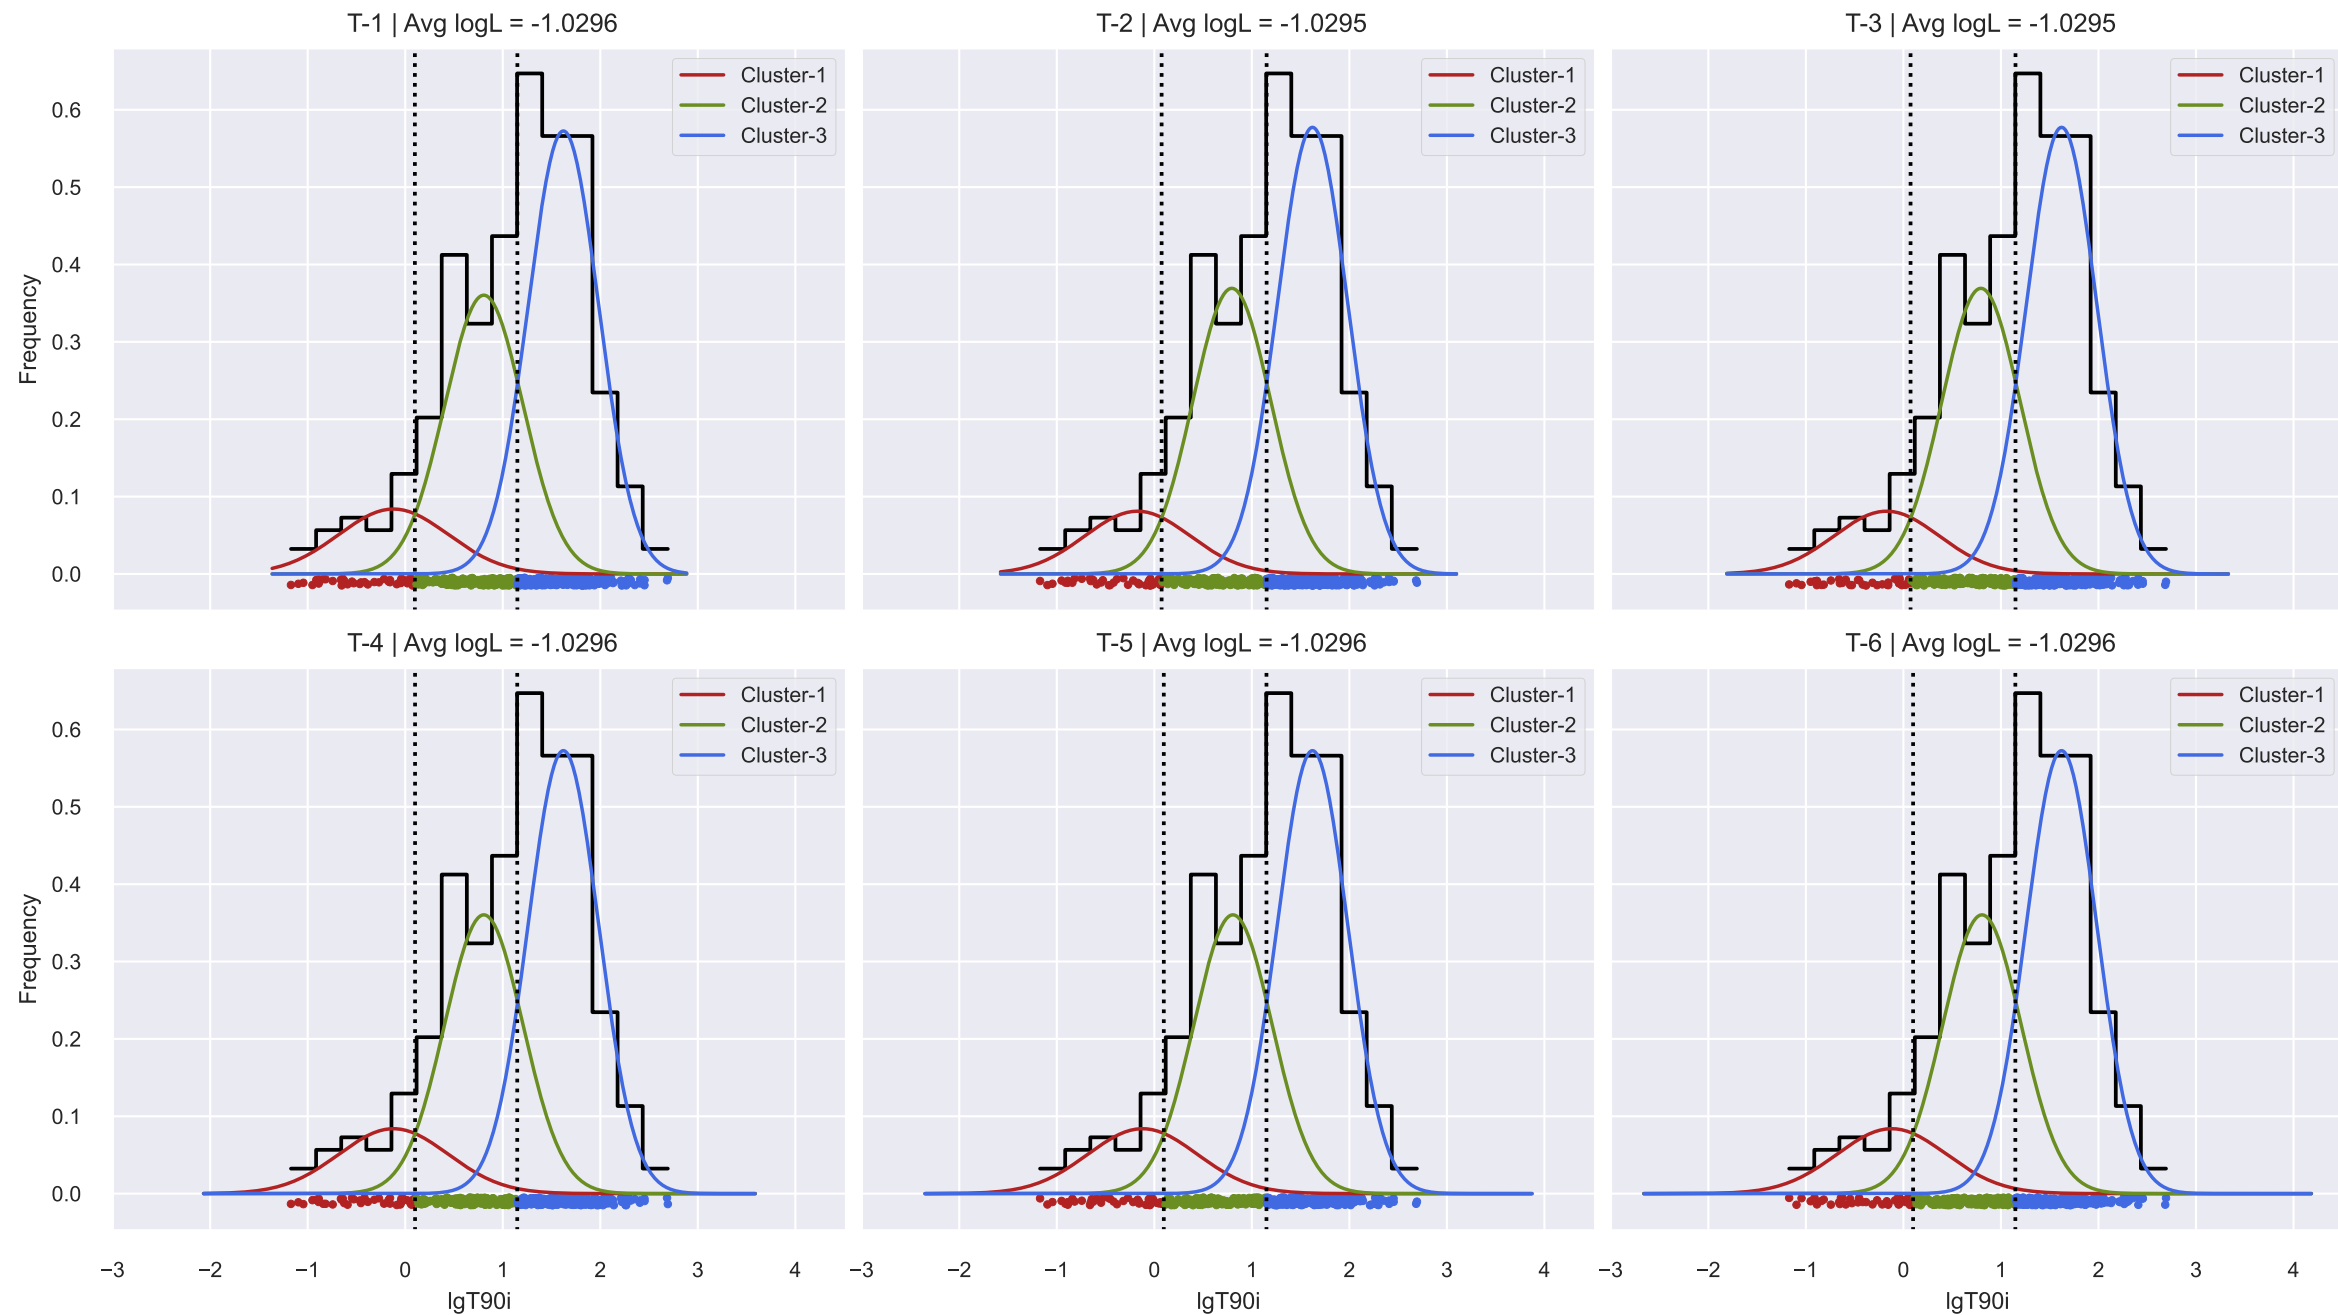 T-1 | Avg logL = -1.0296
T-2 | Avg logL = -1.0295
T-3 | Avg logL = -1.0295
Cluster-1
Cluster-2
Cluster-3
Cluster-1
Cluster-2
Cluster-3
Cluster-1
Cluster-2
Cluster-3
Frequency
0.6
0.5
0.4
0.3
0.2
0.1
0.0
T-4 | Avg logL = -1.0296
T-5 | Avg logL = -1.0296
T-6 | Avg logL = -1.0296
Cluster-1
Cluster-2
Cluster-3
Cluster-1
Cluster-2
Cluster-3
Cluster-1
Cluster-2
Cluster-3
Frequency
0.6
0.5
0.4
0.3
0.2
0.1
0.0
−3 −2 −1 0 1 2 3 4
−3 −2 −1 0 1 2 3 4
−3 −2 −1 0 1 2 3 4
lgT90i
lgT90i
lgT90i